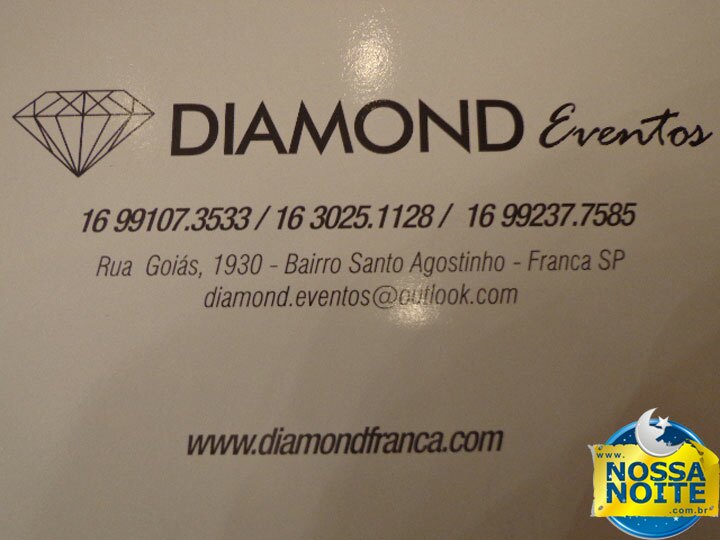 DIAMOND Eventos
16 99107.3533 / 16 3025.1128 / 16 99237.7585
Rua Goiás, 1930 - Bairro Santo Agostinho - Franca SP
diamond.eventos@outlook.com
www.diamondfranca.com
www.
NOSSA
NOITE
.com.br